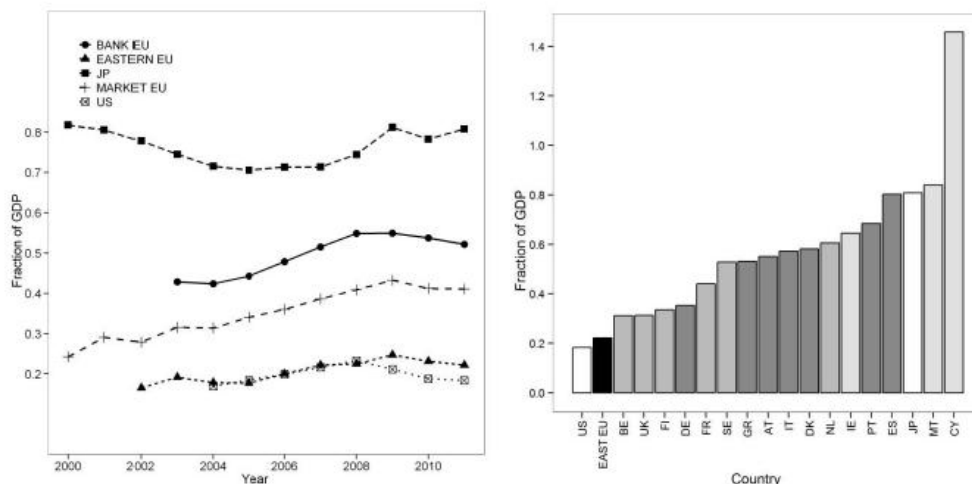 BANK EU
EASTERN EU
JP
MARKET EU
US
Fraction of GDP
0.8
0.7
0.6
0.5
0.4
0.3
0.2
2000
2002
2004
2006
2008
2010
Year
Fraction of GDP
1.4
1.2
1.0
0.8
0.6
0.4
0.2
0.0
US
EAST EU
BE
UK
FI
DE
FR
SE
GR
AT
IT
DK
NL
IE
PT
ES
JP
MT
CY
Country